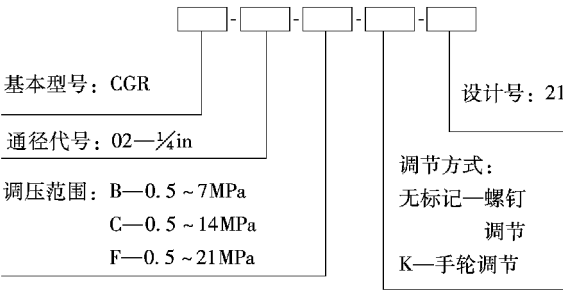 基本型号：CGR
通径代号：02—¼in
调压范围：B—0.5～7MPa
C—0.5～14MPa
F—0.5～21MPa
设计号：21
调节方式：
无标记—螺钉
调节
K—手轮调节